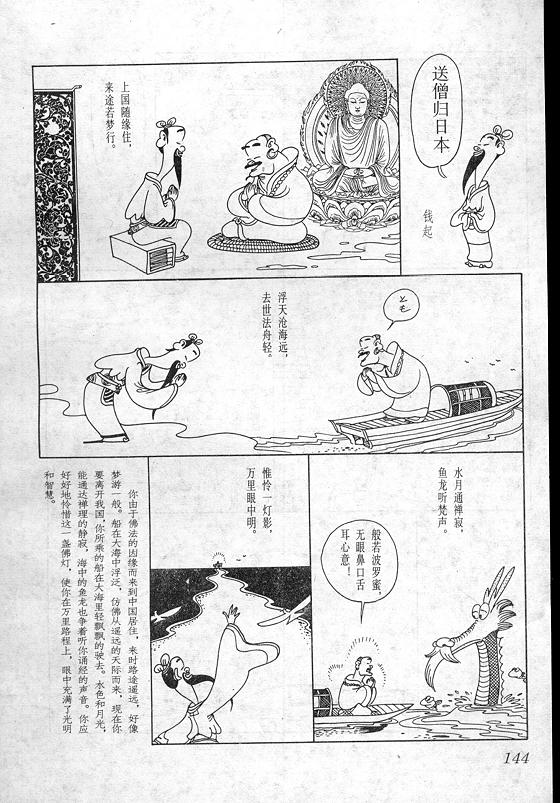 送僧归日本
钱起
上国随缘住，
来途若梦行。
浮天沧海远，
去世法舟轻。
水月通禅寂，
鱼龙听梵声。
般若波罗蜜，
无眼鼻口舌
耳心意！
惟怜一灯影，
万里眼中明。
你由于佛法的因缘而来到中国居住，来时路途遥远，好像
梦游一般。船在大海中浮泛，仿佛从遥远的天际而来，现在你
要离开我国，你所乘的船在大海里轻飘飘的驶去。水色和月光，
能通达禅理的静寂，海中的鱼龙也争着听你诵经的声音。你应
好好地怜惜这一盏佛灯，使你在万里路程上，眼中充满了光明
和智慧。
144